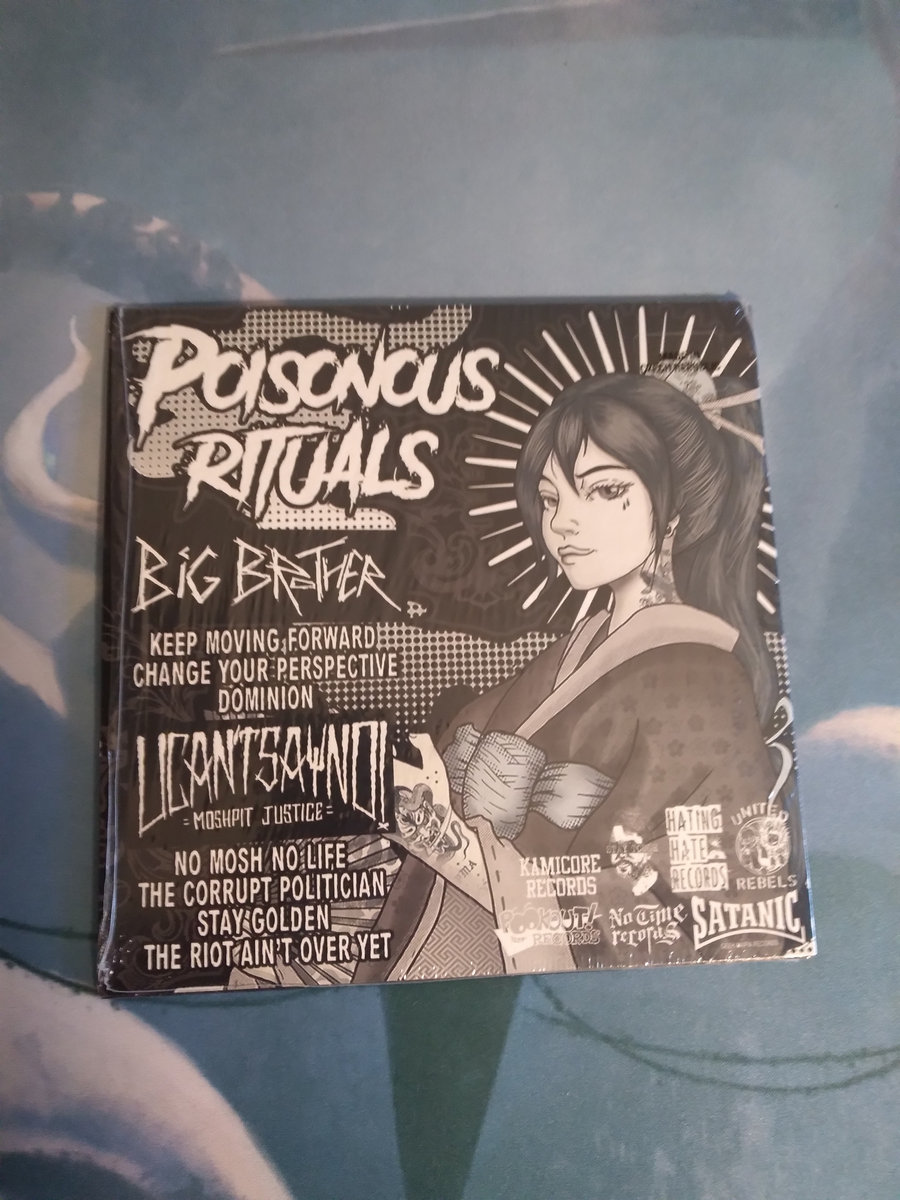 POISONOUS
RITUALS
BIG BROTHER
KEEP MOVING FORWARD
CHANGE YOUR PERSPECTIVE
DOMINION
UCANTSAYNO!
=MOSHPIT JUSTICE=
NO MOSH NO LIFE
THE CORRUPT POLITICIAN
STAY GOLDEN
THE RIOT AIN'T OVER YET
KAMICORE
RECORDS
HATING
HATE
RECORDS
UNITED
REBELS
RECORDS
No Time
records
SATANIC